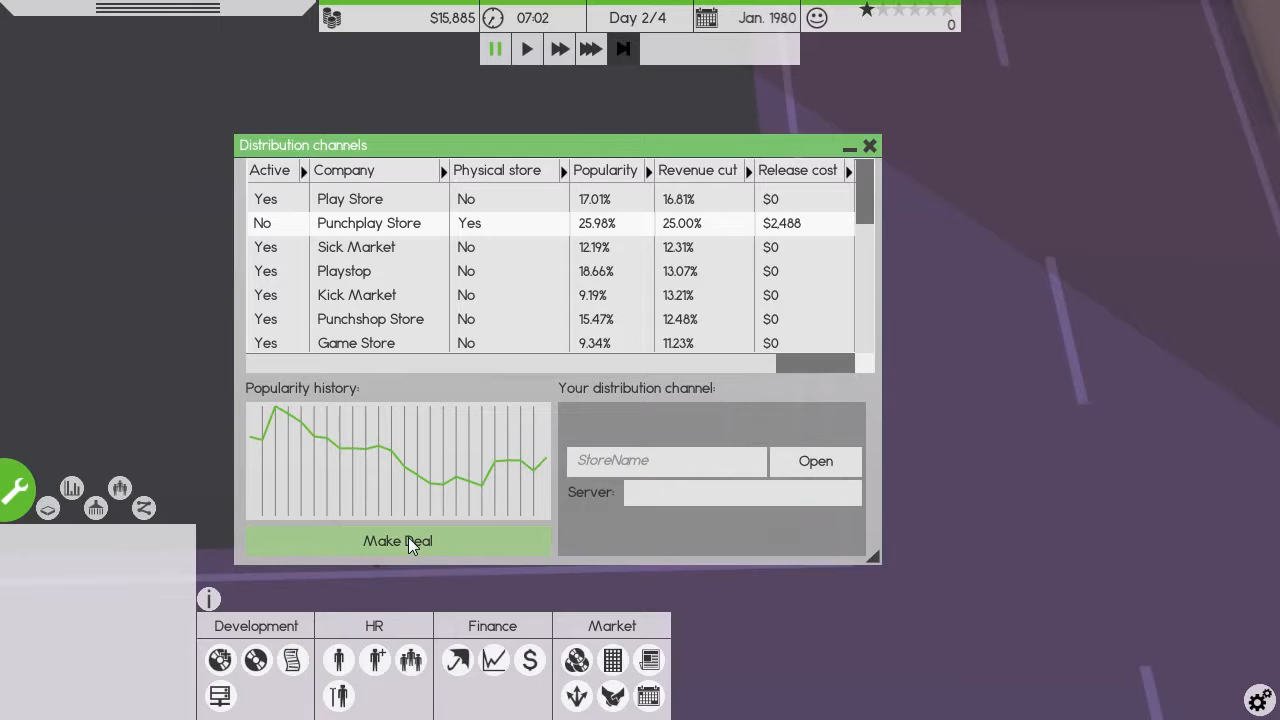 $15,885 07:02 Day 2/4 Jan. 1980
0
Distribution channels
Active Company Physical store Popularity Revenue cut Release cost
Yes Play Store No 17.01% 16.81% $0
No Punchplay Store Yes 25.98% 25.00% $2,488
Yes Sick Market No 12.19% 12.31% $0
Yes Playstop No 18.66% 13.07% $0
Yes Kick Market No 9.19% 13.21% $0
Yes Punchshop Store No 15.47% 12.48% $0
Yes Game Store No 9.34% 11.23% $0
Popularity history: Your distribution channel:
StoreName Open
Server:
Make Deal
Development HR Finance Market